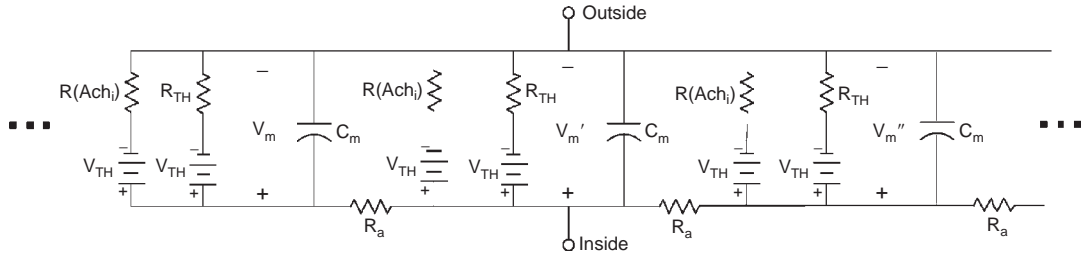 Outside
R(Ach_i) R_TH − V_m + C_m R(Ach_i) R_TH − V_m′ + C_m R(Ach_i) R_TH − V_m″ + C_m
V_TH − + V_TH − + V_TH − + V_TH − + V_TH − + V_TH − +
R_a R_a R_a
Inside